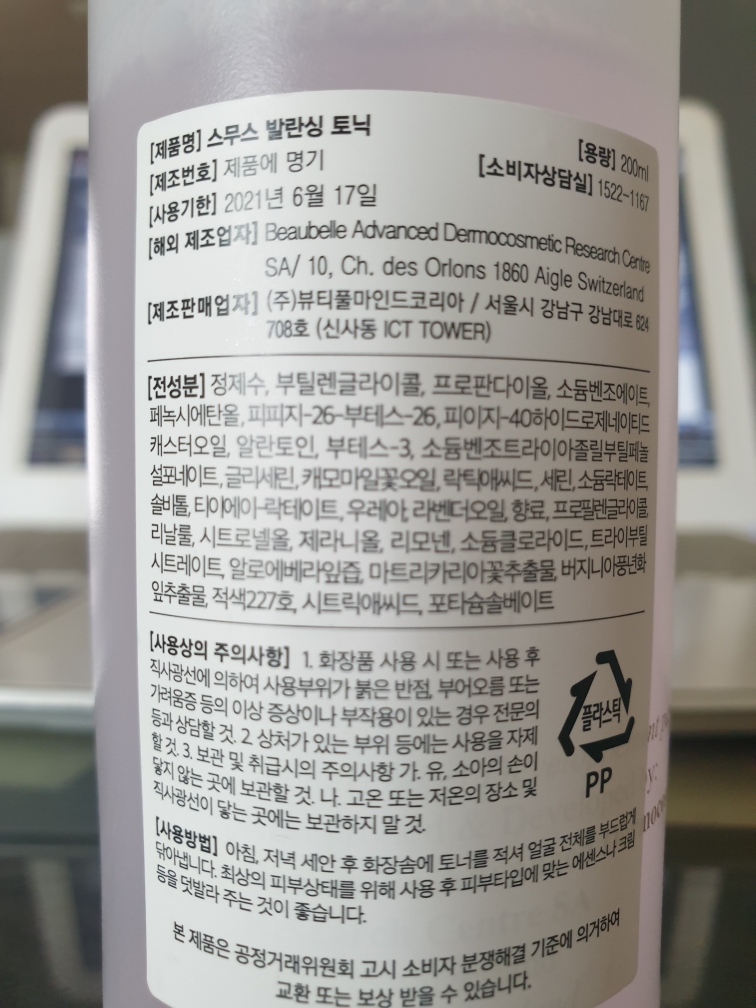 [제품명] 스무스 발란싱 토닉
[용량] 200ml
[제조번호] 제품에 명기
[소비자상담실] 1522-1167
[사용기한] 2021년 6월 17일
[해외 제조업자] Beaubelle Advanced Dermocosmetic Research Centre
SA/ 10, Ch. des Orlons 1860 Aigle Switzerland
[제조판매업자] (주)뷰티풀마인드코리아 / 서울시 강남구 강남대로 624
708호 (신사동 ICT TOWER)
[전성분] 정제수, 부틸렌글라이콜, 프로판다이올, 소듐벤조에이트,
페녹시에탄올, 피피지-26-부테스-26, 피이지-40하이드로제네이티드
캐스터오일, 알란토인, 부테스-3, 소듐벤조트라이아졸릴부틸페놀
설포네이트, 글리세린, 캐모마일꽃오일, 락틱애씨드, 세린, 소듐락테이트,
솔비톨, 티이에이-락테이트, 우레아, 라벤더오일, 향료, 프로필렌글라이콜,
리날룰, 시트로넬올, 제라니올, 리모넨, 소듐클로라이드, 트라이부틸
시트레이트, 알로에베라잎즙, 마트리카리아꽃추출물, 버지니아풍년화
잎추출물, 적색227호, 시트릭애씨드, 포타슘솔베이트
[사용상의 주의사항] 1. 화장품 사용 시 또는 사용 후
직사광선에 의하여 사용부위가 붉은 반점, 부어오름 또는
가려움증 등의 이상 증상이나 부작용이 있는 경우 전문의
등과 상담할 것. 2. 상처가 있는 부위 등에는 사용을 자제
할 것. 3. 보관 및 취급시의 주의사항 가. 유, 소아의 손이
닿지 않는 곳에 보관할 것. 나. 고온 또는 저온의 장소 및
직사광선이 닿는 곳에는 보관하지 말 것.
플라스틱
PP
[사용방법] 아침, 저녁 세안 후 화장솜에 토너를 적셔 얼굴 전체를 부드럽게
닦아냅니다. 최상의 피부상태를 위해 사용 후 피부타입에 맞는 에센스나 크림
등을 덧발라 주는 것이 좋습니다.
본 제품은 공정거래위원회 고시 소비자 분쟁해결 기준에 의거하여
교환 또는 보상 받을 수 있습니다.